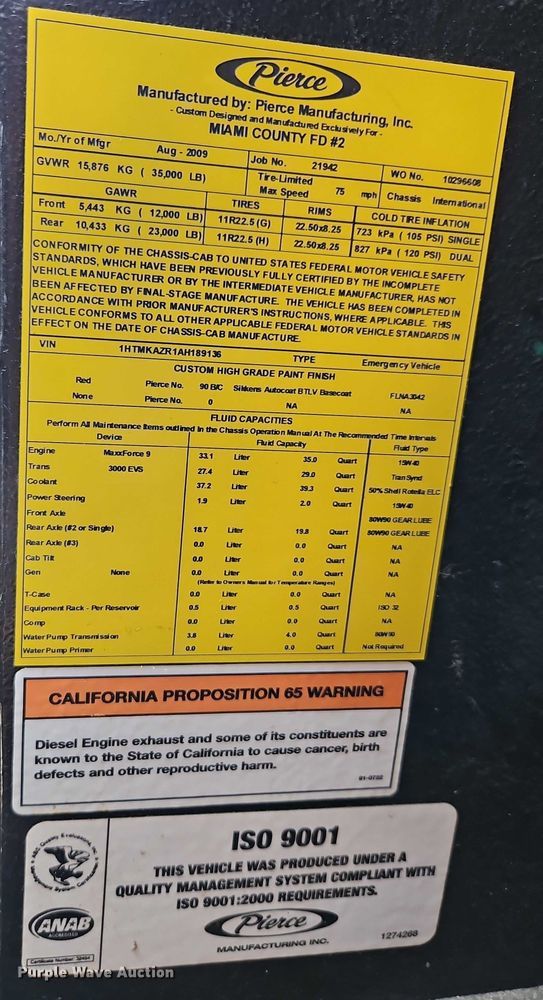 Pierce
Manufactured by: Pierce Manufacturing, Inc.
- Custom Designed and Manufactured Exclusively For -
MIAMI COUNTY FD #2
Mo./Yr of Mfgr Aug - 2009 Job No. 21942 WO No. 10296608
GVWR 15,876 KG ( 35,000 LB) Tire-Limited Max Speed 75 mph Chassis International
GAWR TIRES RIMS COLD TIRE INFLATION
Front 5,443 KG ( 12,000 LB) 11R22.5 (G) 22.50x8.25 723 kPa ( 105 PSI) SINGLE
Rear 10,433 KG ( 23,000 LB) 11R22.5 (H) 22.50x8.25 827 kPa ( 120 PSI) DUAL
CONFORMITY OF THE CHASSIS-CAB TO UNITED STATES FEDERAL MOTOR VEHICLE SAFETY
STANDARDS, WHICH HAVE BEEN PREVIOUSLY FULLY CERTIFIED BY THE INCOMPLETE
VEHICLE MANUFACTURER OR BY THE INTERMEDIATE VEHICLE MANUFACTURER, HAS NOT
BEEN AFFECTED BY FINAL-STAGE MANUFACTURE. THE VEHICLE HAS BEEN COMPLETED IN
ACCORDANCE WITH PRIOR MANUFACTURER'S INSTRUCTIONS, WHERE APPLICABLE. THIS
VEHICLE CONFORMS TO ALL OTHER APPLICABLE FEDERAL MOTOR VEHICLE STANDARDS IN
EFFECT ON THE DATE OF CHASSIS-CAB MANUFACTURE.
VIN 1HTMKAZR1AH189136 TYPE Emergency Vehicle
CUSTOM HIGH GRADE PAINT FINISH
Red Pierce No. 90 B/C Sikkens Autocoat BTLV Basecoat FLNA3042
None Pierce No. 0 NA NA
FLUID CAPACITIES
Perform All Maintenance Items outlined In the Chassis Operation Manual At The Recommended Time Intervals
Device Fluid Capacity Fluid Type
Engine MaxxForce 9 33.1 Liter 35.0 Quart 15W40
Trans 3000 EVS 27.4 Liter 29.0 Quart TranSynd
Coolant 37.2 Liter 39.3 Quart 50% Shell Rotella ELC
Power Steering 1.9 Liter 2.0 Quart 15W40
Front Axle 80W90 GEAR LUBE
Rear Axle (#2 or Single) 18.7 Liter 19.8 Quart 80W90 GEAR LUBE
Rear Axle (#3) 0.0 Liter 0.0 Quart NA
Cab Tilt 0.0 Liter 0.0 Quart NA
Gen None 0.0 Liter 0.0 Quart NA
(Refer to Owners Manual for Temperature Ranges)
T-Case 0.0 Liter 0.0 Quart NA
Equipment Rack - Per Reservoir 0.5 Liter 0.5 Quart ISO 32
Comp 0.0 Liter 0.0 Quart NA
Water Pump Transmission 3.8 Liter 4.0 Quart 80W90
Water Pump Primer 0.0 Liter 0.0 Quart Not Required
CALIFORNIA PROPOSITION 65 WARNING
Diesel Engine exhaust and some of its constituents are
known to the State of California to cause cancer, birth
defects and other reproductive harm.
91-0722
ISO 9001
THIS VEHICLE WAS PRODUCED UNDER A
QUALITY MANAGEMENT SYSTEM COMPLIANT WITH
ISO 9001:2000 REQUIREMENTS.
ANAB
ACCREDITED
Certificate Number:
Pierce
MANUFACTURING INC.
1274268
Purple Wave Auction